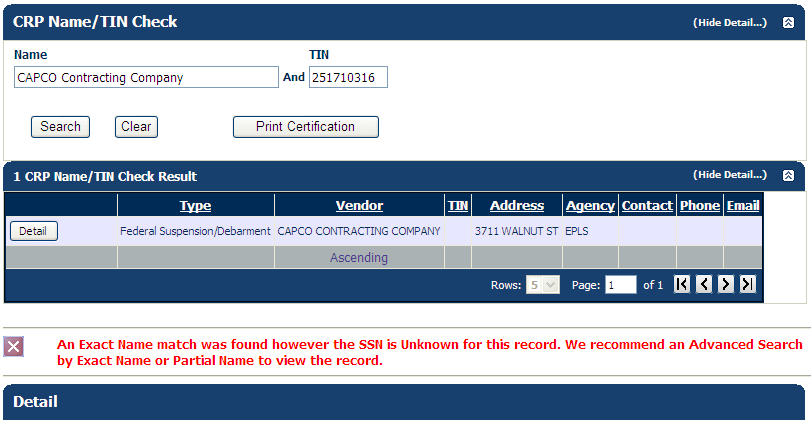 CRP Name/TIN Check (Hide Detail...)
Name TIN
CAPCO Contracting Company And 251710316
Search Clear Print Certification
1 CRP Name/TIN Check Result (Hide Detail...)
Type Vendor TIN Address Agency Contact Phone Email
Detail Federal Suspension/Debarment CAPCO CONTRACTING COMPANY 3711 WALNUT ST EPLS
Ascending
Rows: 5 Page: 1 of 1
An Exact Name match was found however the SSN is Unknown for this record. We recommend an Advanced Search
by Exact Name or Partial Name to view the record.
Detail